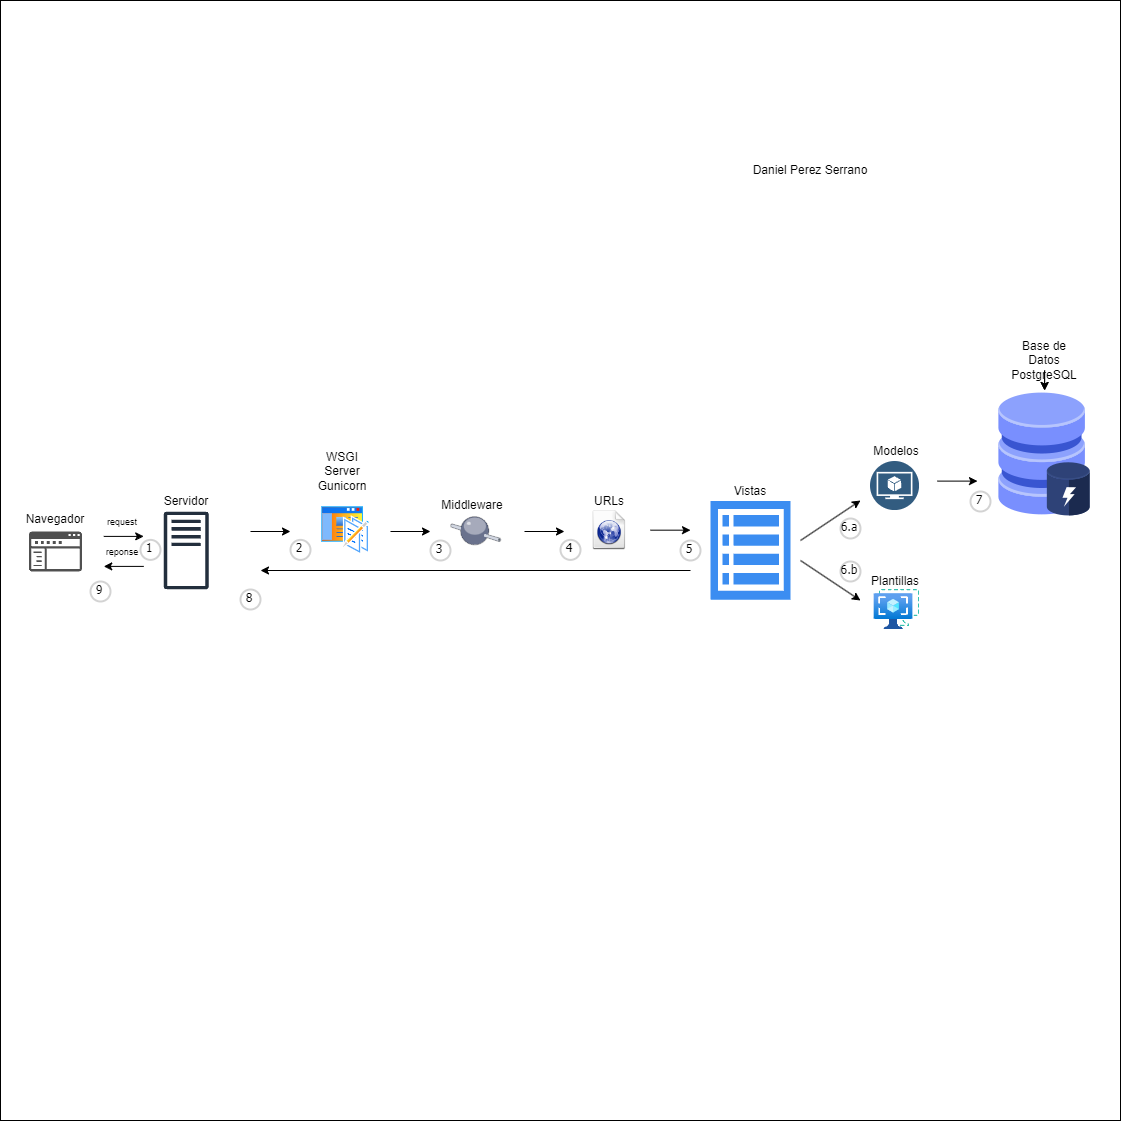 Daniel Perez Serrano
Base de
Datos
PostgreSQL
Modelos
WSGI
Server
Gunicorn
Vistas
Servidor
URLs
Middleware
Navegador
request
reponse
1
2
3
4
5
6.a
6.b
7
Plantillas
9
8